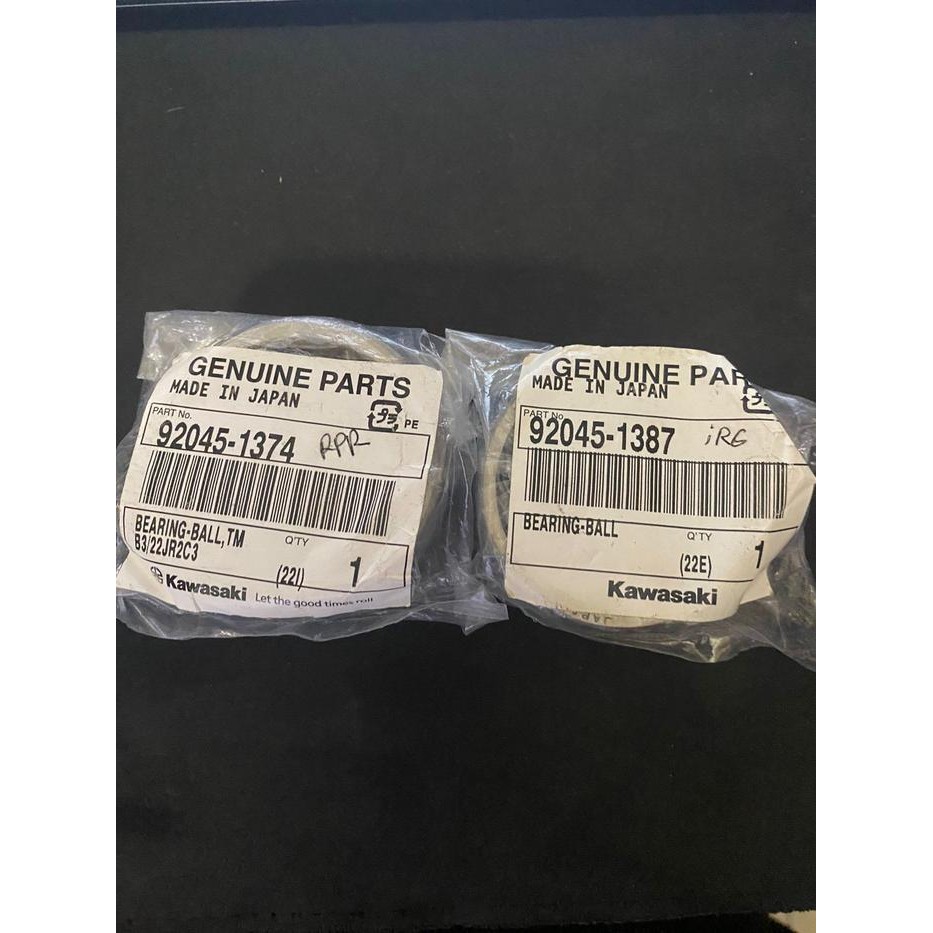 GENUINE PARTS
MADE IN JAPAN
PE
PART No.
92045-1374
RPR
BEARING-BALL,TM
B3/22JR2C3
Q'TY
(22I)
1
Kawasaki
Let the good times roll
GENUINE PAR
MADE IN JAPAN
PART No
92045-1387
iRG
BEARING-BALL
Q'TY
(22E)
1
Kawasaki